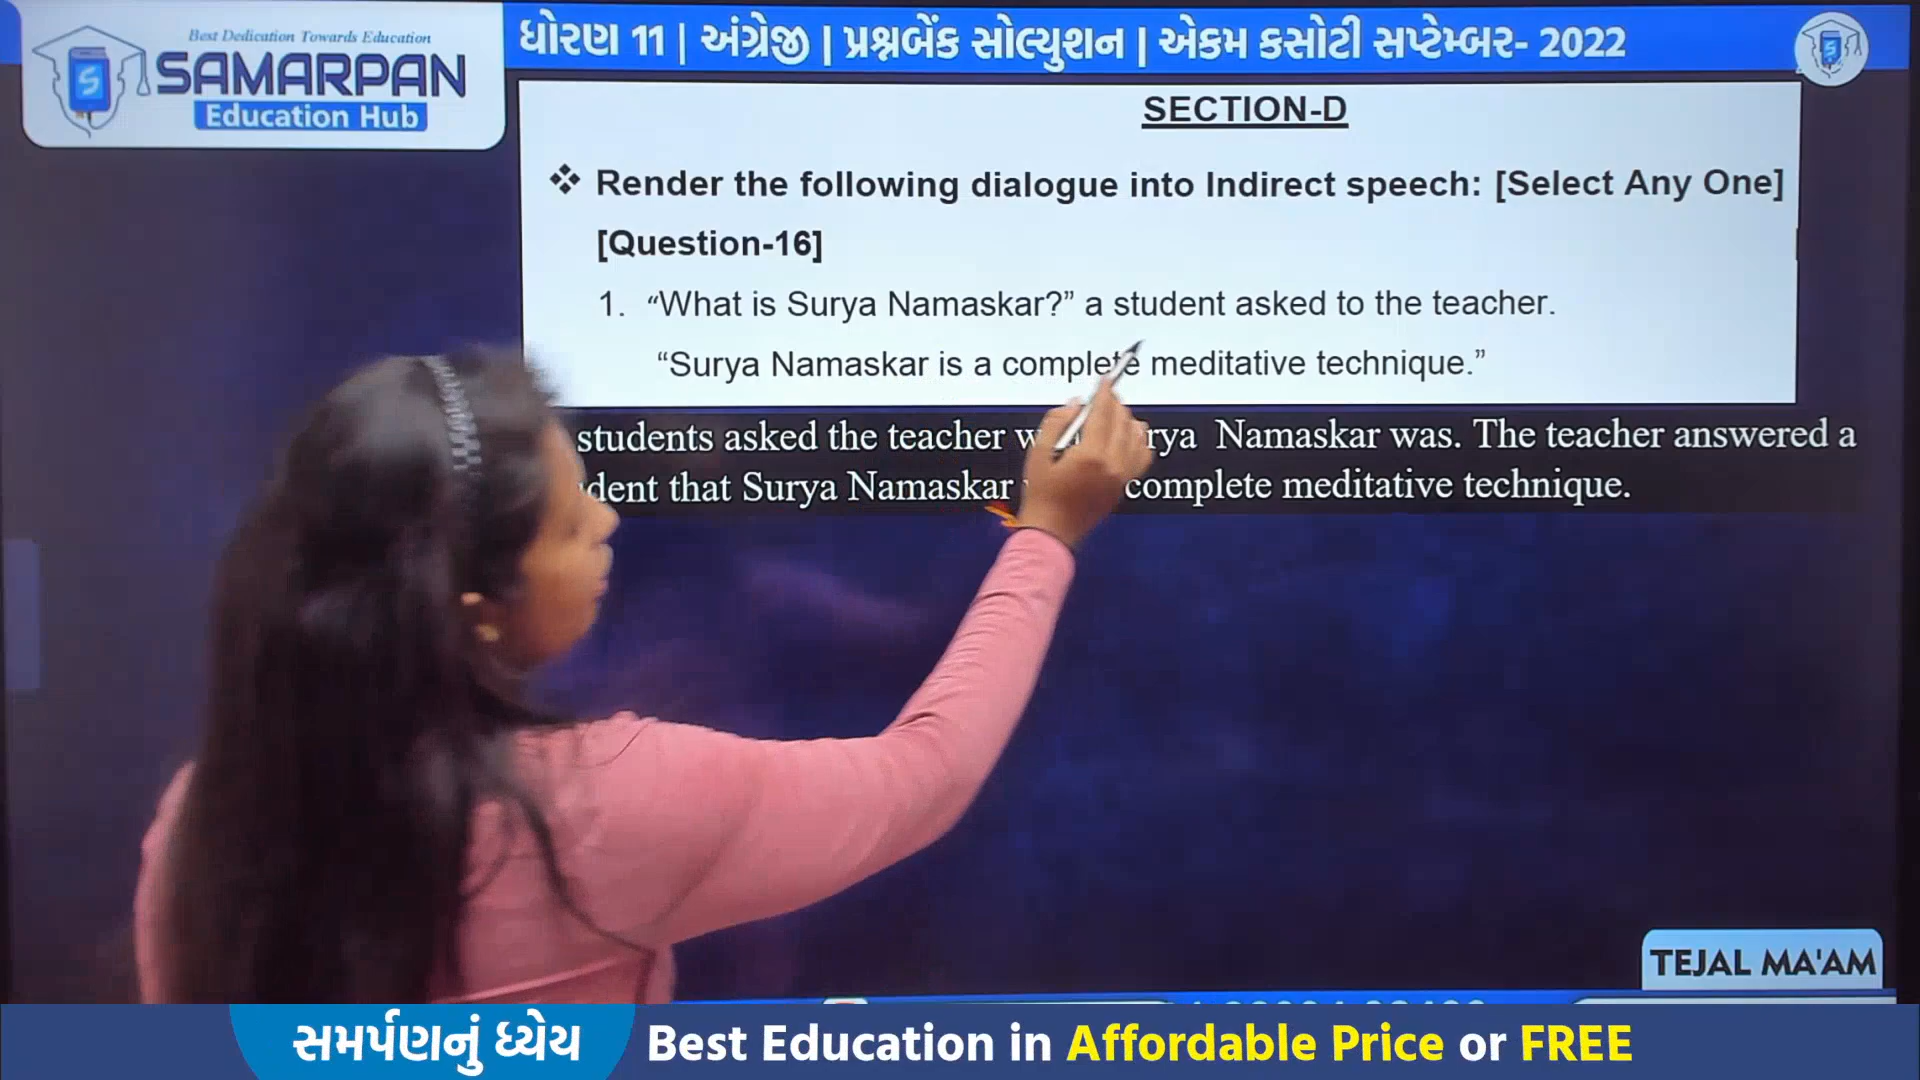 Best Dedication Towards Education
SAMARPAN
Education Hub
ધોરણ 11 | અંગ્રેજી | પ્રશ્નબેંક સોલ્યુશન | એકમ કસોટી સપ્ટેમ્બર- 2022
SECTION-D
❖ Render the following dialogue into Indirect speech: [Select Any One]
[Question-16]
1. “What is Surya Namaskar?” a student asked to the teacher.
“Surya Namaskar is a complete meditative technique.”
students asked the teacher Namaskar was. The teacher answered a
that Surya Namaskar complete meditative technique.
TEJAL MA'AM
સમર્પણનું ધ્યેય
Best Education in Affordable Price or FREE